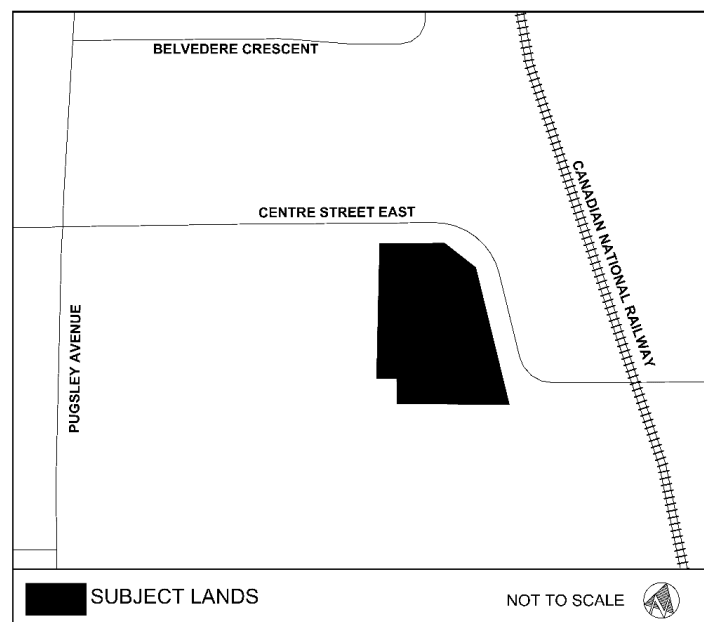 BELVEDERE CRESCENT
CENTRE STREET EAST
CANADIAN NATIONAL RAILWAY
PUGSLEY AVENUE
SUBJECT LANDS
NOT TO SCALE